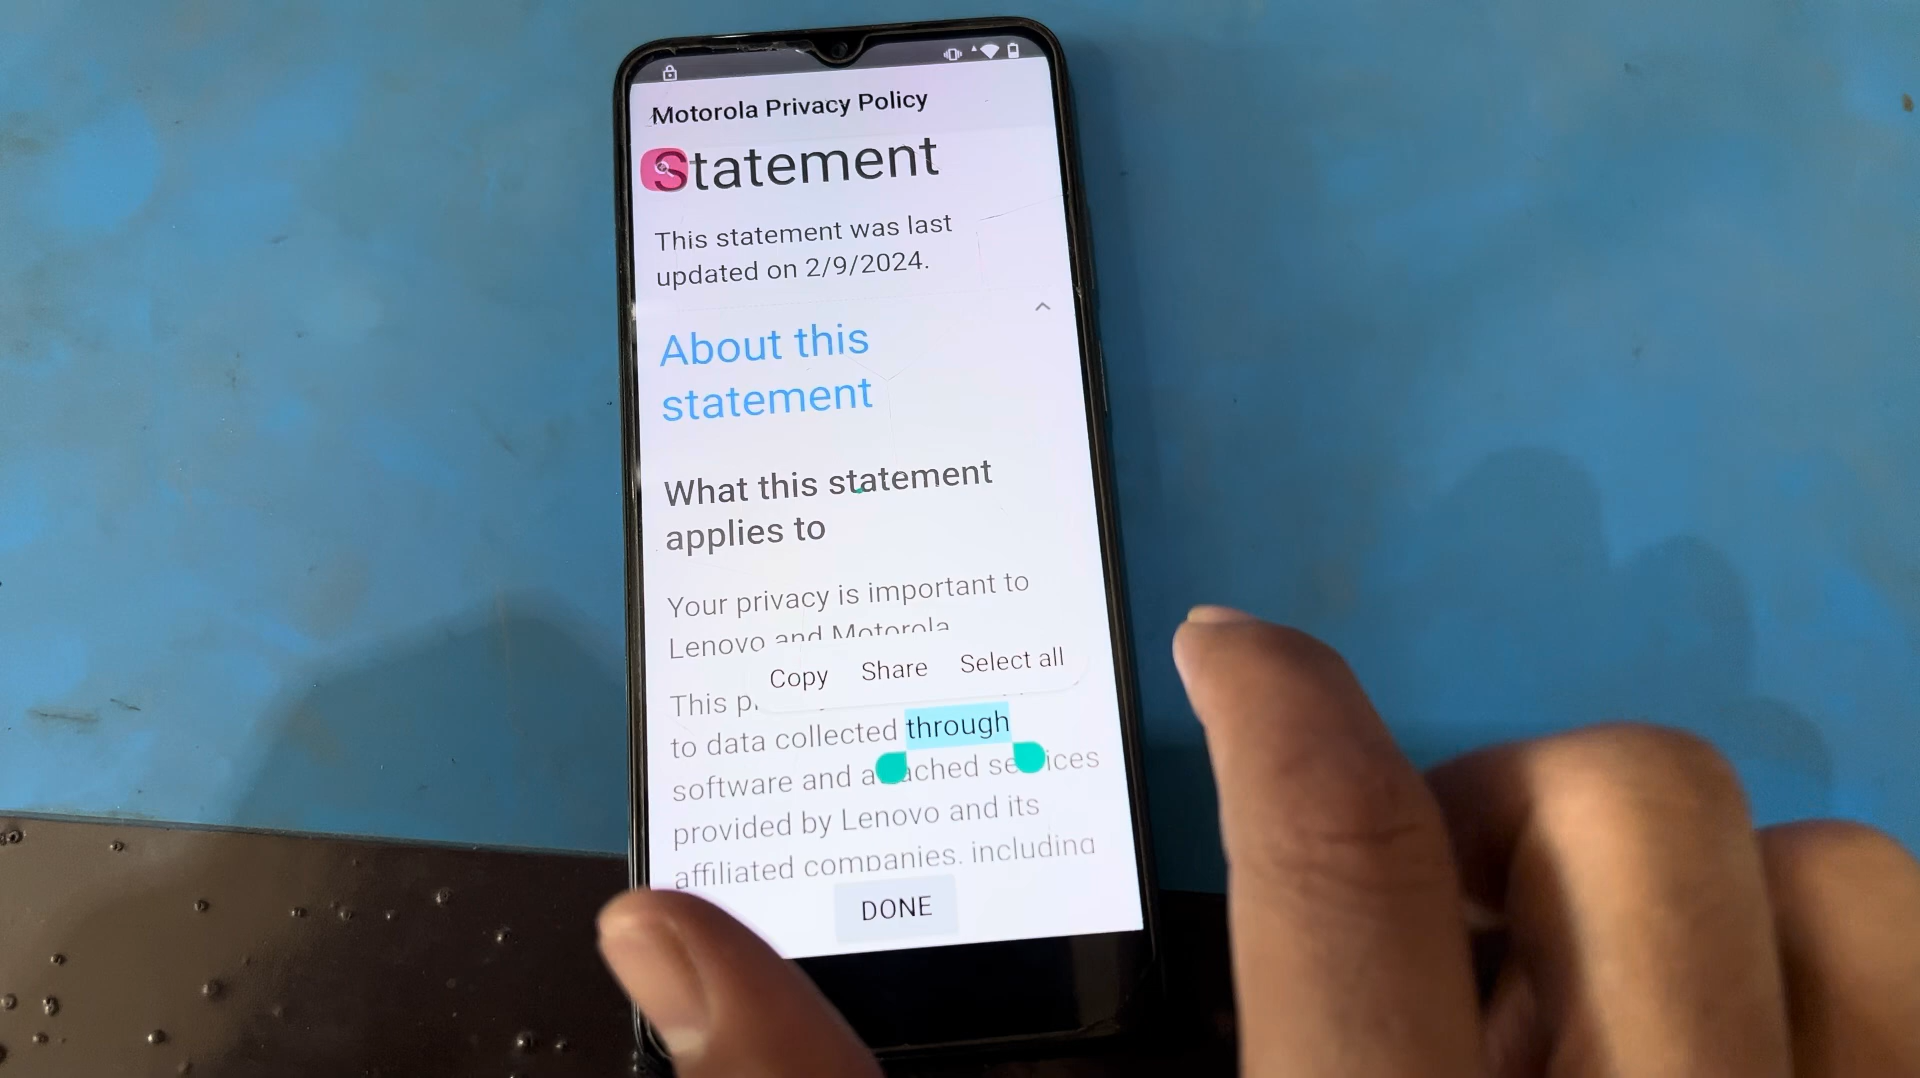 Motorola Privacy Policy
Statement
This statement was last
updated on 2/9/2024.
About this
statement
What this statement
applies to
Your privacy is important to
Lenovo and Motorola
Copy Share Select all
This
to data collected through
software and services
provided by Lenovo and its
affiliated companies, including
DONE